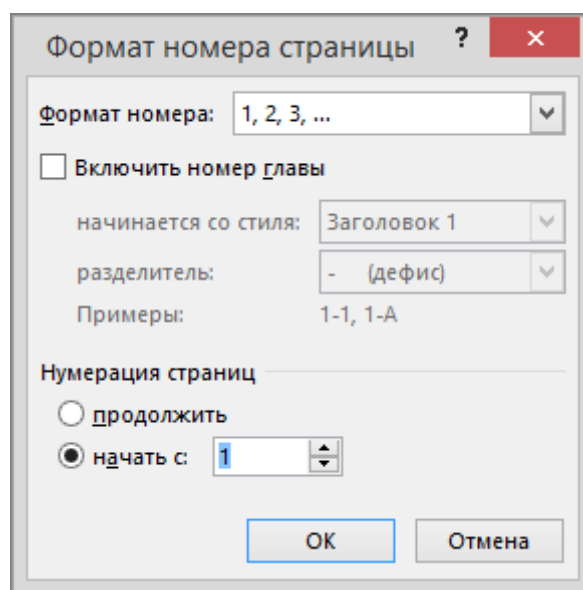 Формат номера страницы ? ×
Формат номера: 1, 2, 3, ...
Включить номер главы
начинается со стиля: Заголовок 1
разделитель: - (дефис)
Примеры: 1-1, 1-A
Нумерация страниц
продолжить
начать с: 1
ОК Отмена